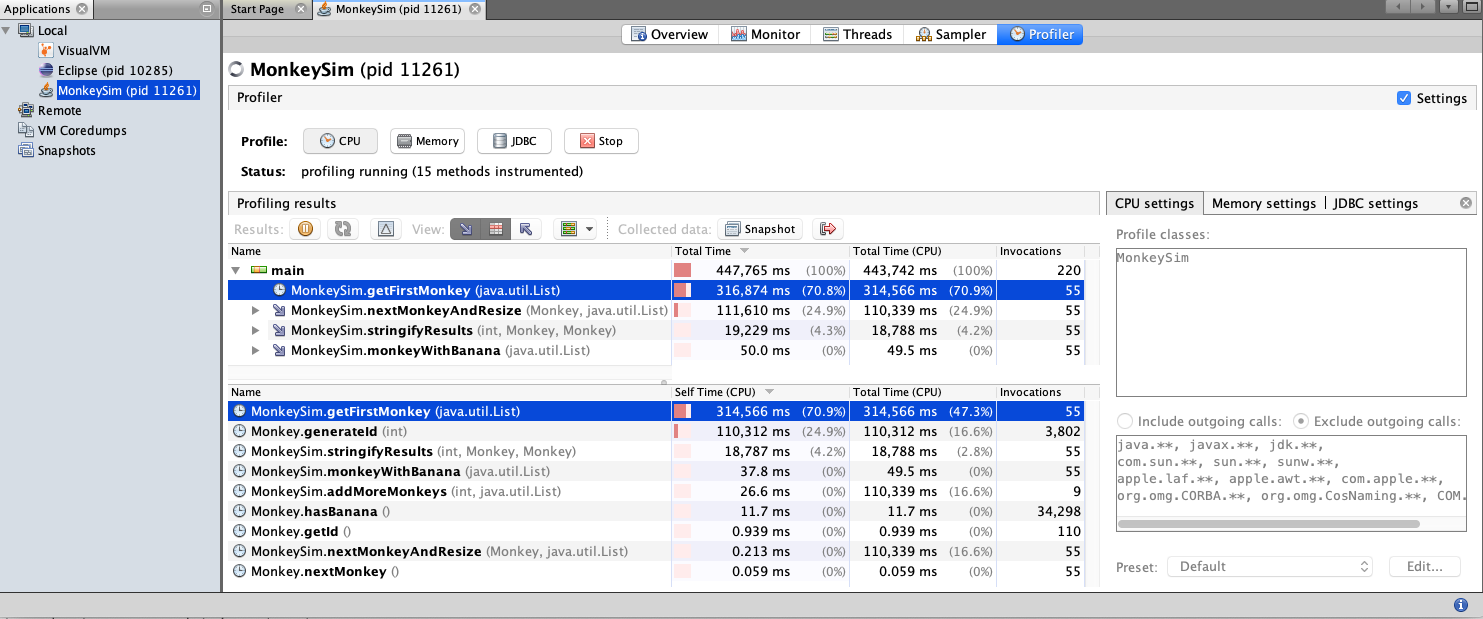 Applications
Start Page
MonkeySim (pid 11261)
Local
VisualVM
Eclipse (pid 10285)
MonkeySim (pid 11261)
Remote
VM Coredumps
Snapshots
Overview Monitor Threads Sampler Profiler
MonkeySim (pid 11261)
Profiler Settings
Profile: CPU Memory JDBC Stop
Status: profiling running (15 methods instrumented)
Profiling results
Results: View: Collected data: Snapshot
Name Total Time Total Time (CPU) Invocations
main 447,765 ms (100%) 443,742 ms (100%) 220
MonkeySim.getFirstMonkey (java.util.List) 316,874 ms (70.8%) 314,566 ms (70.9%) 55
MonkeySim.nextMonkeyAndResize (Monkey, java.util.List) 111,610 ms (24.9%) 110,339 ms (24.9%) 55
MonkeySim.stringifyResults (int, Monkey, Monkey) 19,229 ms (4.3%) 18,788 ms (4.2%) 55
MonkeySim.monkeyWithBanana (java.util.List) 50.0 ms (0%) 49.5 ms (0%) 55
Name Self Time (CPU) Total Time (CPU) Invocations
MonkeySim.getFirstMonkey (java.util.List) 314,566 ms (70.9%) 314,566 ms (47.3%) 55
Monkey.generateId (int) 110,312 ms (24.9%) 110,312 ms (16.6%) 3,802
MonkeySim.stringifyResults (int, Monkey, Monkey) 18,787 ms (4.2%) 18,788 ms (2.8%) 55
MonkeySim.monkeyWithBanana (java.util.List) 37.8 ms (0%) 49.5 ms (0%) 55
MonkeySim.addMoreMonkeys (int, java.util.List) 26.6 ms (0%) 110,339 ms (16.6%) 9
Monkey.hasBanana () 11.7 ms (0%) 11.7 ms (0%) 34,298
Monkey.getId () 0.939 ms (0%) 0.939 ms (0%) 110
MonkeySim.nextMonkeyAndResize (Monkey, java.util.List) 0.213 ms (0%) 110,339 ms (16.6%) 55
Monkey.nextMonkey () 0.059 ms (0%) 0.059 ms (0%) 55
CPU settings Memory settings JDBC settings
Profile classes:
MonkeySim
Include outgoing calls: Exclude outgoing calls:
java.**, javax.**, jdk.**,
com.sun.**, sun.**, sunw.**,
apple.laf.**, apple.awt.**, com.apple.**,
org.omg.CORBA.**, org.omg.CosNaming.**, COM.
Preset: Default Edit...